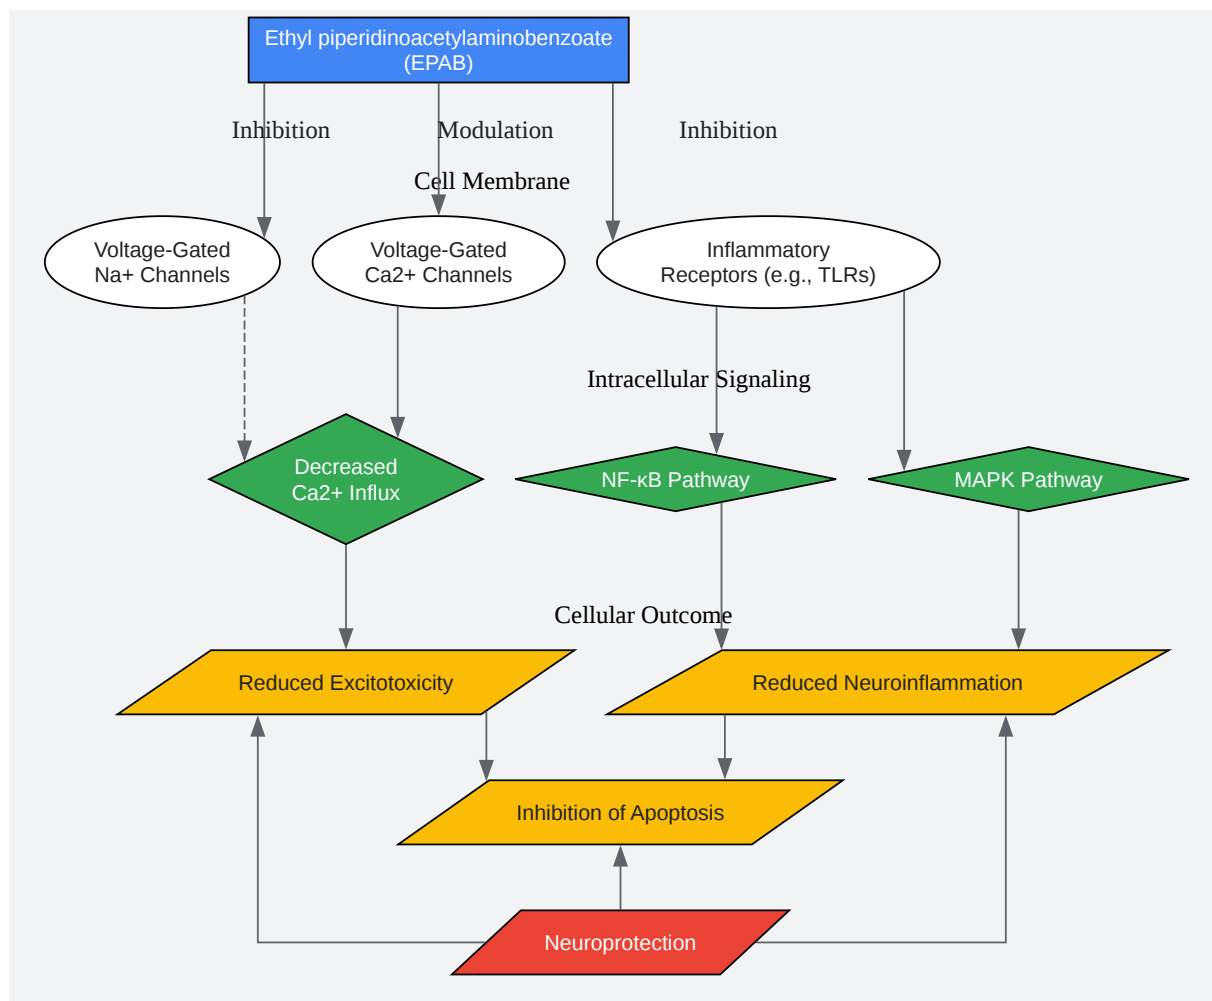 Ethyl piperidinoacetylaminobenzoate
(EPAB)
Inhibition
Modulation
Inhibition
Cell Membrane
Voltage-Gated
Na+ Channels
Voltage-Gated
Ca2+ Channels
Inflammatory
Receptors (e.g., TLRs)
Intracellular Signaling
Decreased
Ca2+ Influx
NF-κB Pathway
MAPK Pathway
Cellular Outcome
Reduced Excitotoxicity
Reduced Neuroinflammation
Inhibition of Apoptosis
Neuroprotection